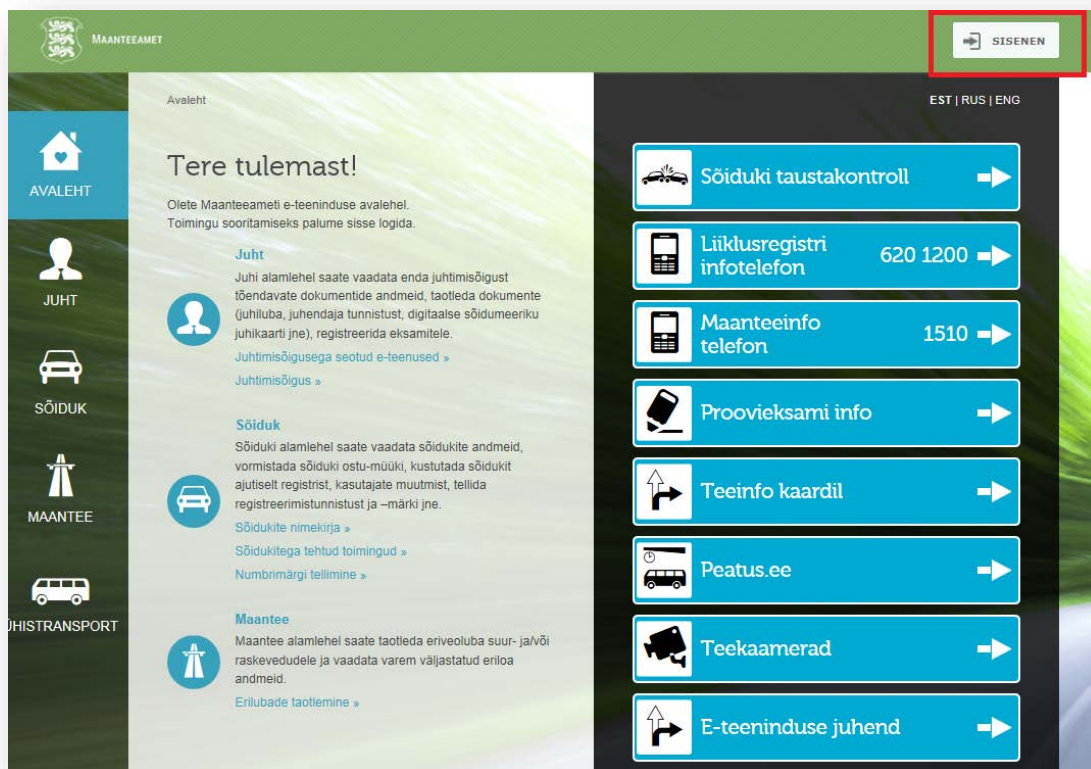 MAANTEEAMET
SISENEN
Avaleht
EST | RUS | ENG
AVALEHT
JUHT
SÕIDUK
MAANTEE
ÜHISTRANSPORT
Tere tulemast!
Olete Maanteeameti e-teeninduse avalehel.
Toimingu sooritamiseks palume sisse logida.
Juht
Juhi alamlehel saate vaadata enda juhtimisõigust
tõendavate dokumentide andmeid, taotleda dokumente
(juhiluba, juhendaja tunnistust, digitaalse sõidumeeriku
juhikaarti jne), registreerida eksamitele.
Juhtimisõigusega seotud e-teenused »
Juhtimisõigus »
Sõiduk
Sõiduki alamlehel saate vaadata sõidukite andmeid,
vormistada sõiduki ostu-müüki, kustutada sõidukit
ajutiselt registrist, kasutajate muutmist, tellida
registreerimistunnistust ja –märki jne.
Sõidukite nimekirja »
Sõidukitega tehtud toimingud »
Numbrimärgi tellimine »
Maantee
Maantee alamlehel saate taotleda eriveoluba suur- ja/või
raskevedudele ja vaadata varem väljastatud eriloa
andmeid.
Erilubade taotlemine »
Sõiduki taustakontroll
Liiklusregistri
infotelefon 620 1200
Maanteeinfo
telefon 1510
Proovieksami info
Teeinfo kaardil
Peatus.ee
Teekaamerad
E-teeninduse juhend